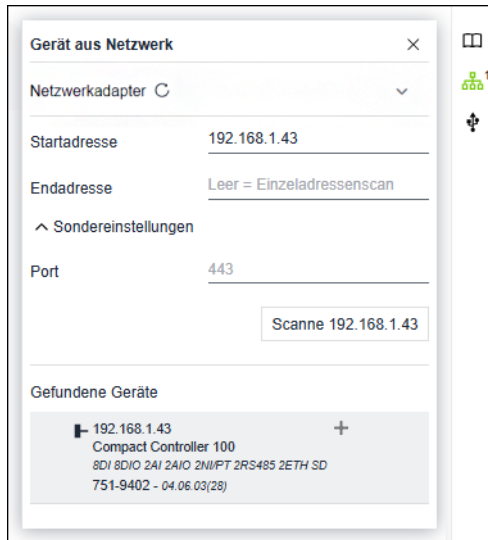 Gerät aus Netzwerk
Netzwerkadapter
Startadresse 192.168.1.43
Endadresse Leer = Einzeladressenscan
Sondereinstellungen
Port 443
Scanne 192.168.1.43
Gefundene Geräte
192.168.1.43
Compact Controller 100
8DI 8DIO 2AI 2AIO 2NI/PT 2RS485 2ETH SD
751-9402 - 04.06.03(28)
1